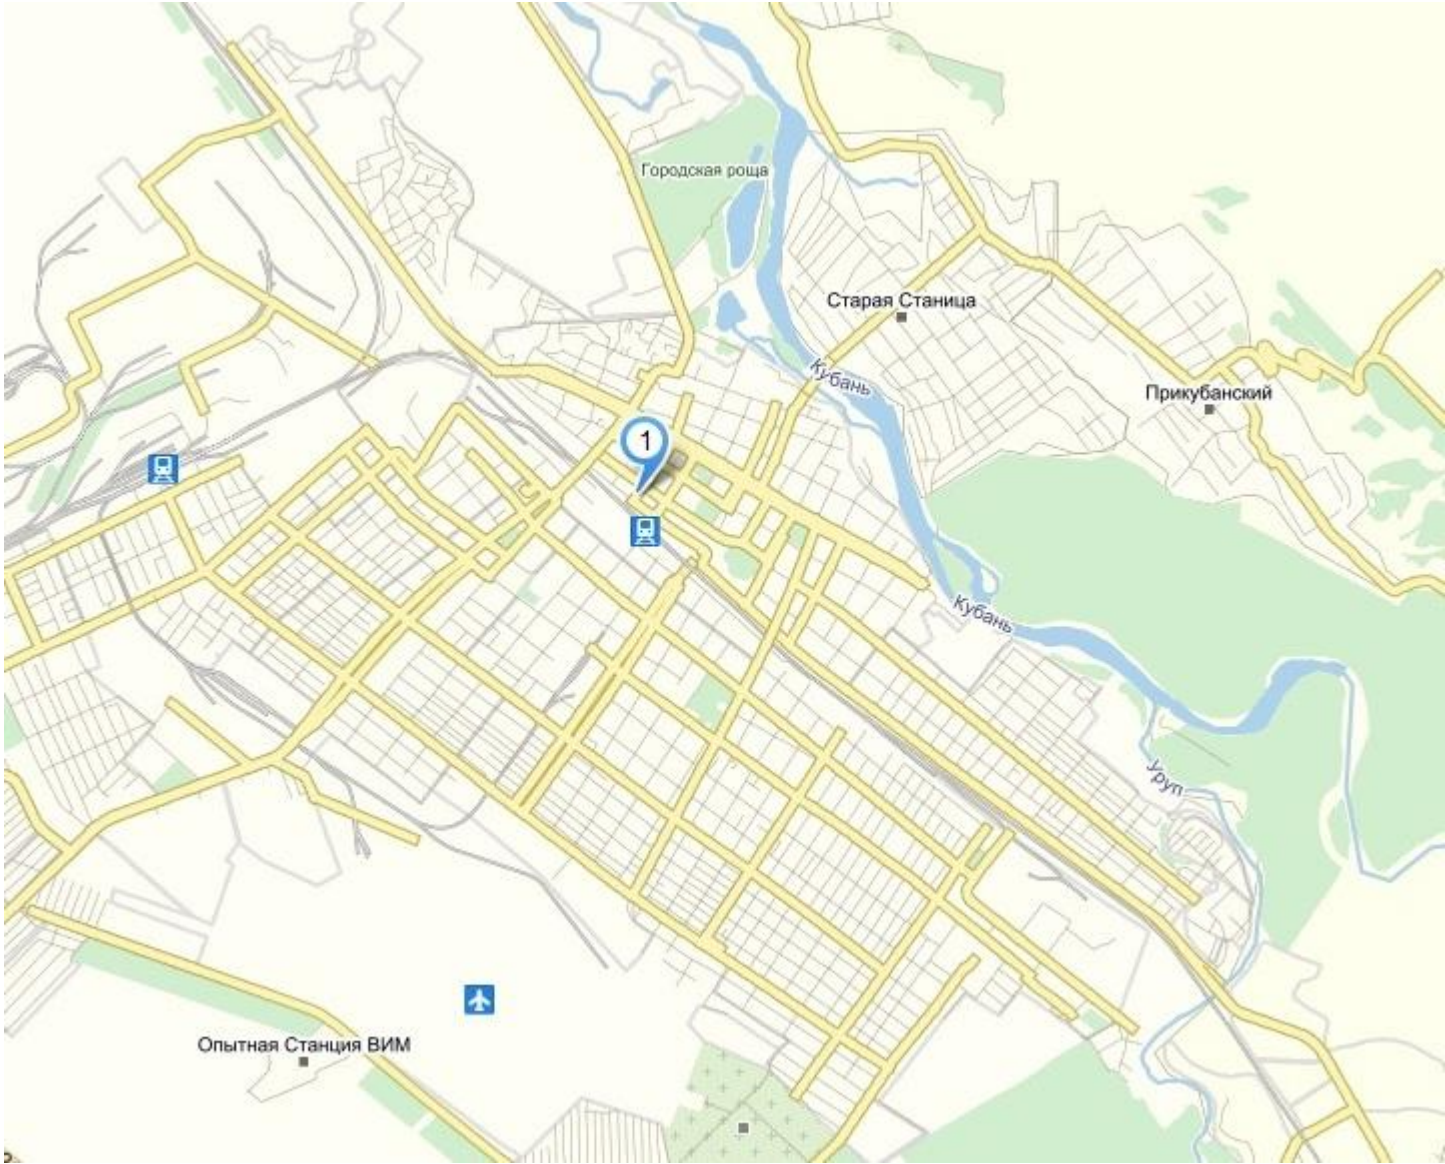 Городская роща
Старая Станица
Кубань
Прикубанский
1
Кубань
Уруп
Опытная Станция ВИМ